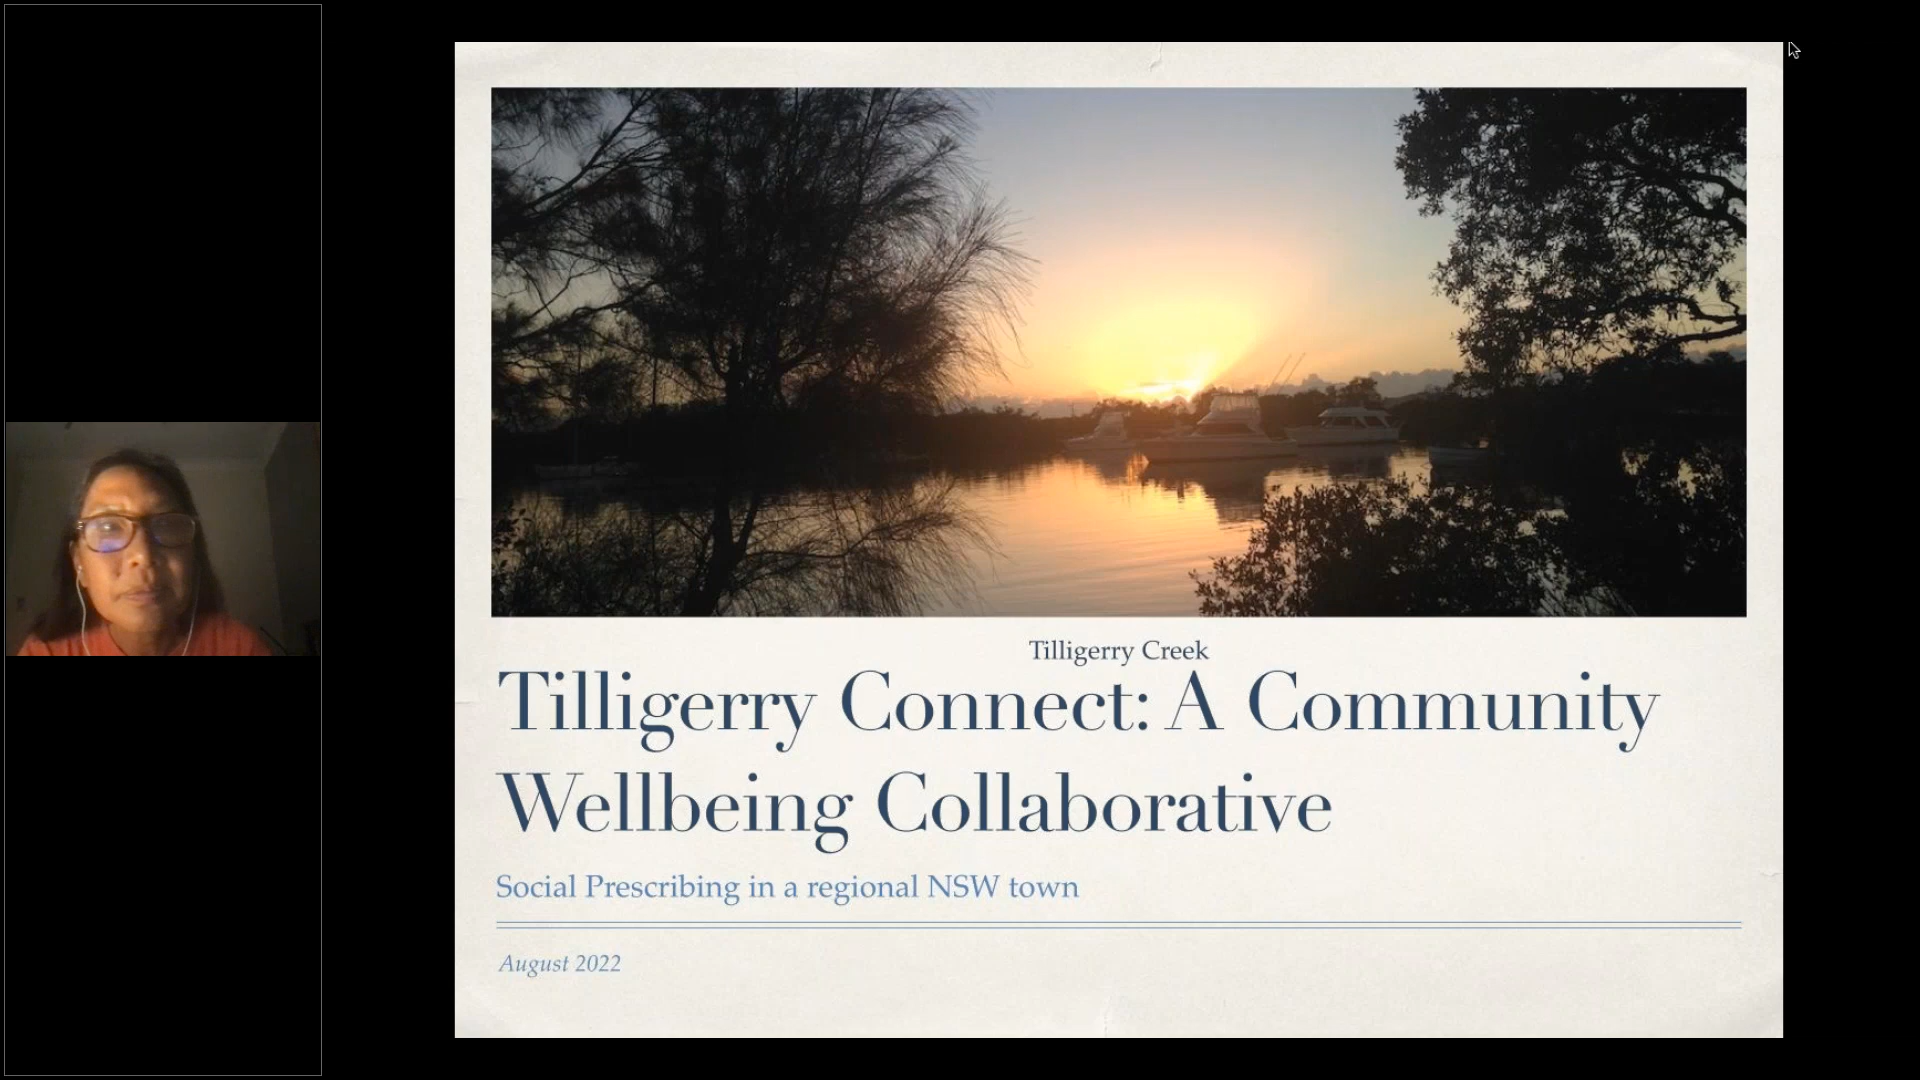 Tilligerry Creek
Tilligerry Connect: A Community
Wellbeing Collaborative
Social Prescribing in a regional NSW town
August 2022